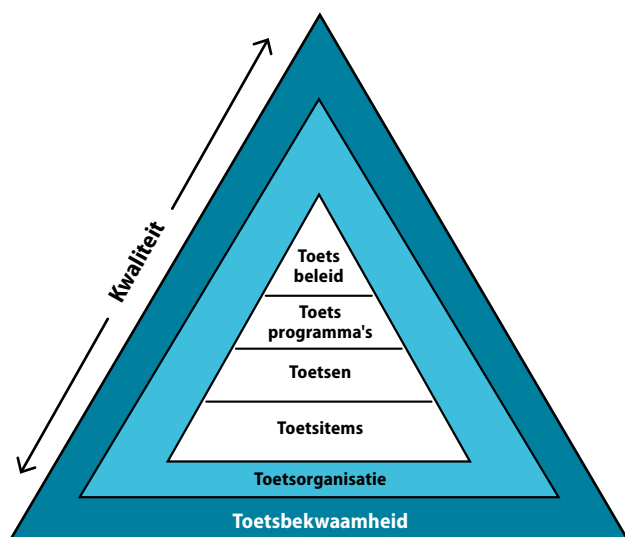 Kwaliteit
Toets
beleid
Toets
programma's
Toetsen
Toetsitems
Toetsorganisatie
Toetsbekwaamheid